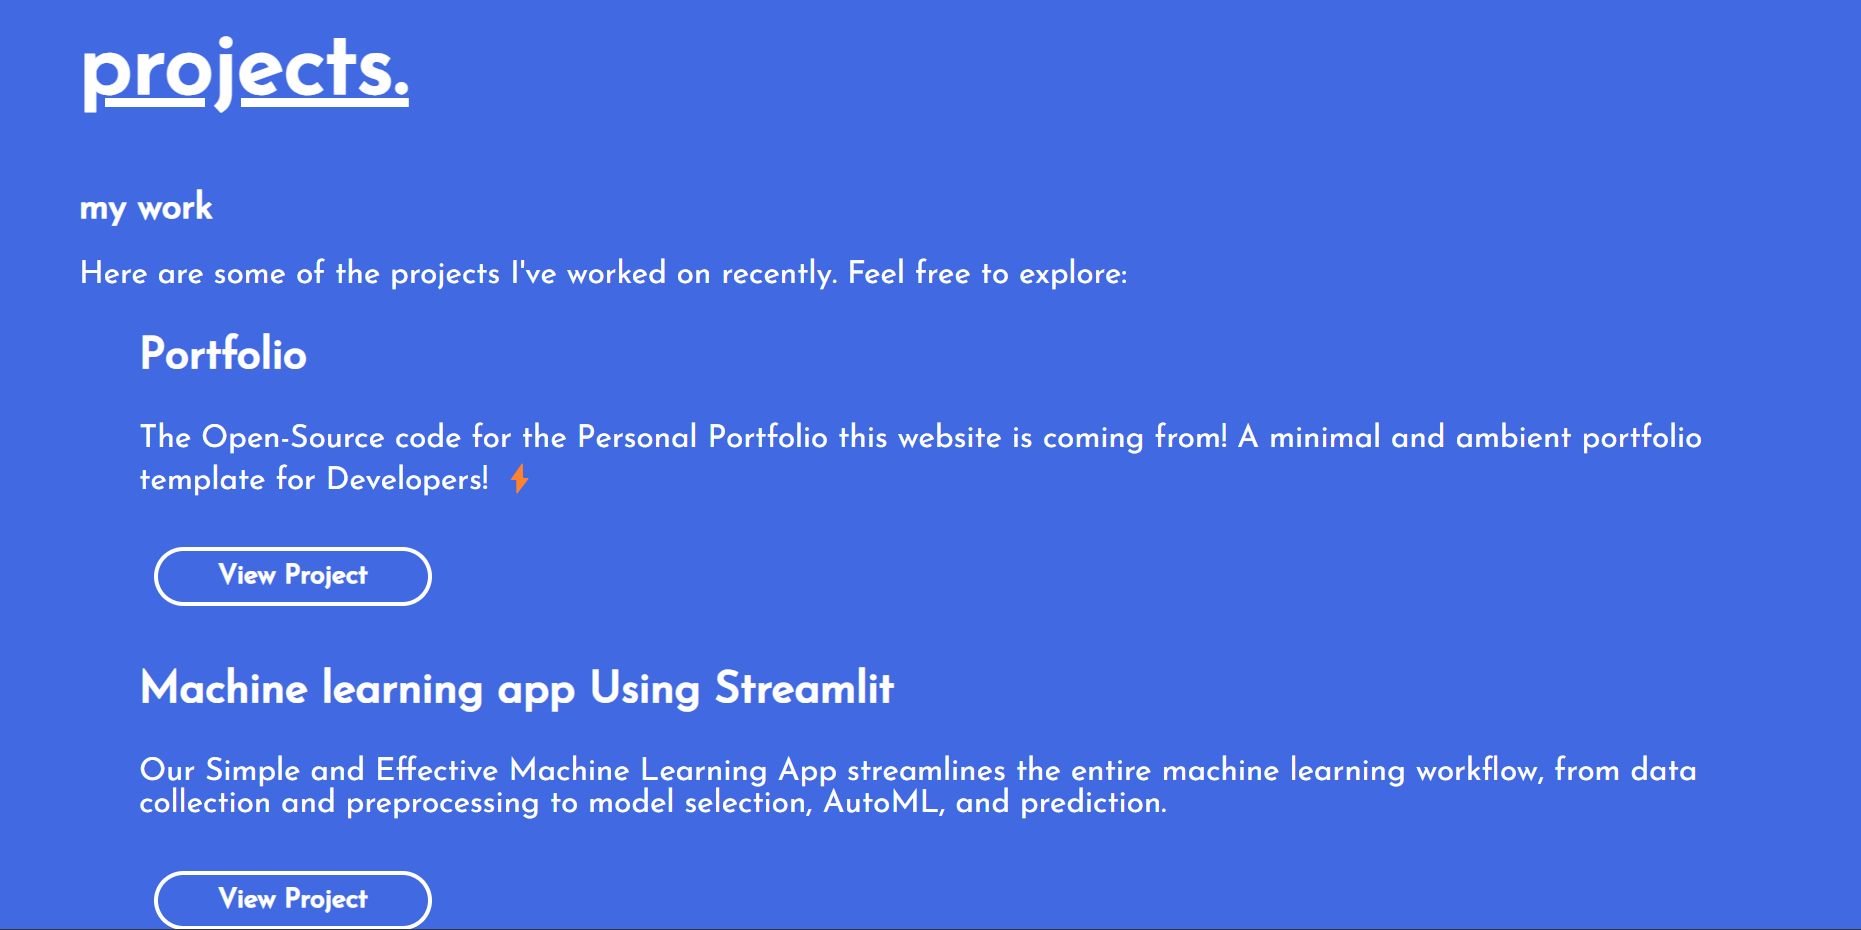 projects.
my work
Here are some of the projects I've worked on recently. Feel free to explore:
Portfolio
The Open-Source code for the Personal Portfolio this website is coming from! A minimal and ambient portfolio
template for Developers! ⚡
View Project
Machine learning app Using Streamlit
Our Simple and Effective Machine Learning App streamlines the entire machine learning workflow, from data
collection and preprocessing to model selection, AutoML, and prediction.
View Project